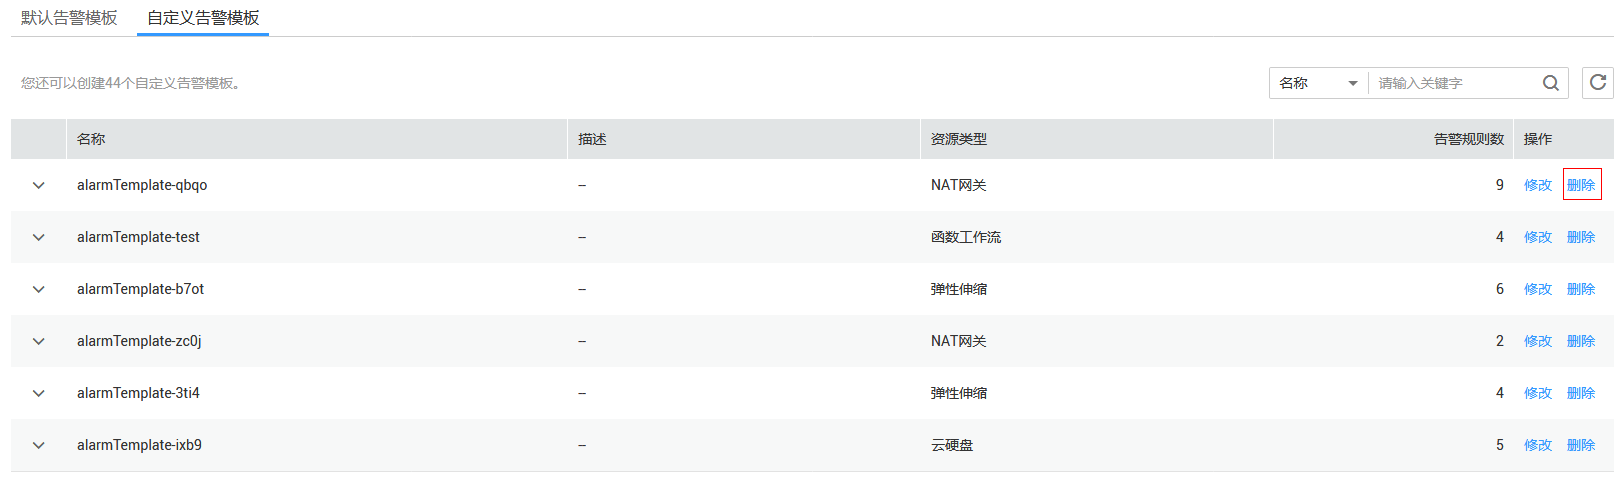 默认告警模板 自定义告警模板
您还可以创建44个自定义告警模板。 名称 请输入关键字
名称 描述 资源类型 告警规则数 操作
alarmTemplate-qbqo -- NAT网关 9 修改 删除
alarmTemplate-test -- 函数工作流 4 修改 删除
alarmTemplate-b7ot -- 弹性伸缩 6 修改 删除
alarmTemplate-zc0j -- NAT网关 2 修改 删除
alarmTemplate-3ti4 -- 弹性伸缩 4 修改 删除
alarmTemplate-ixb9 -- 云硬盘 5 修改 删除